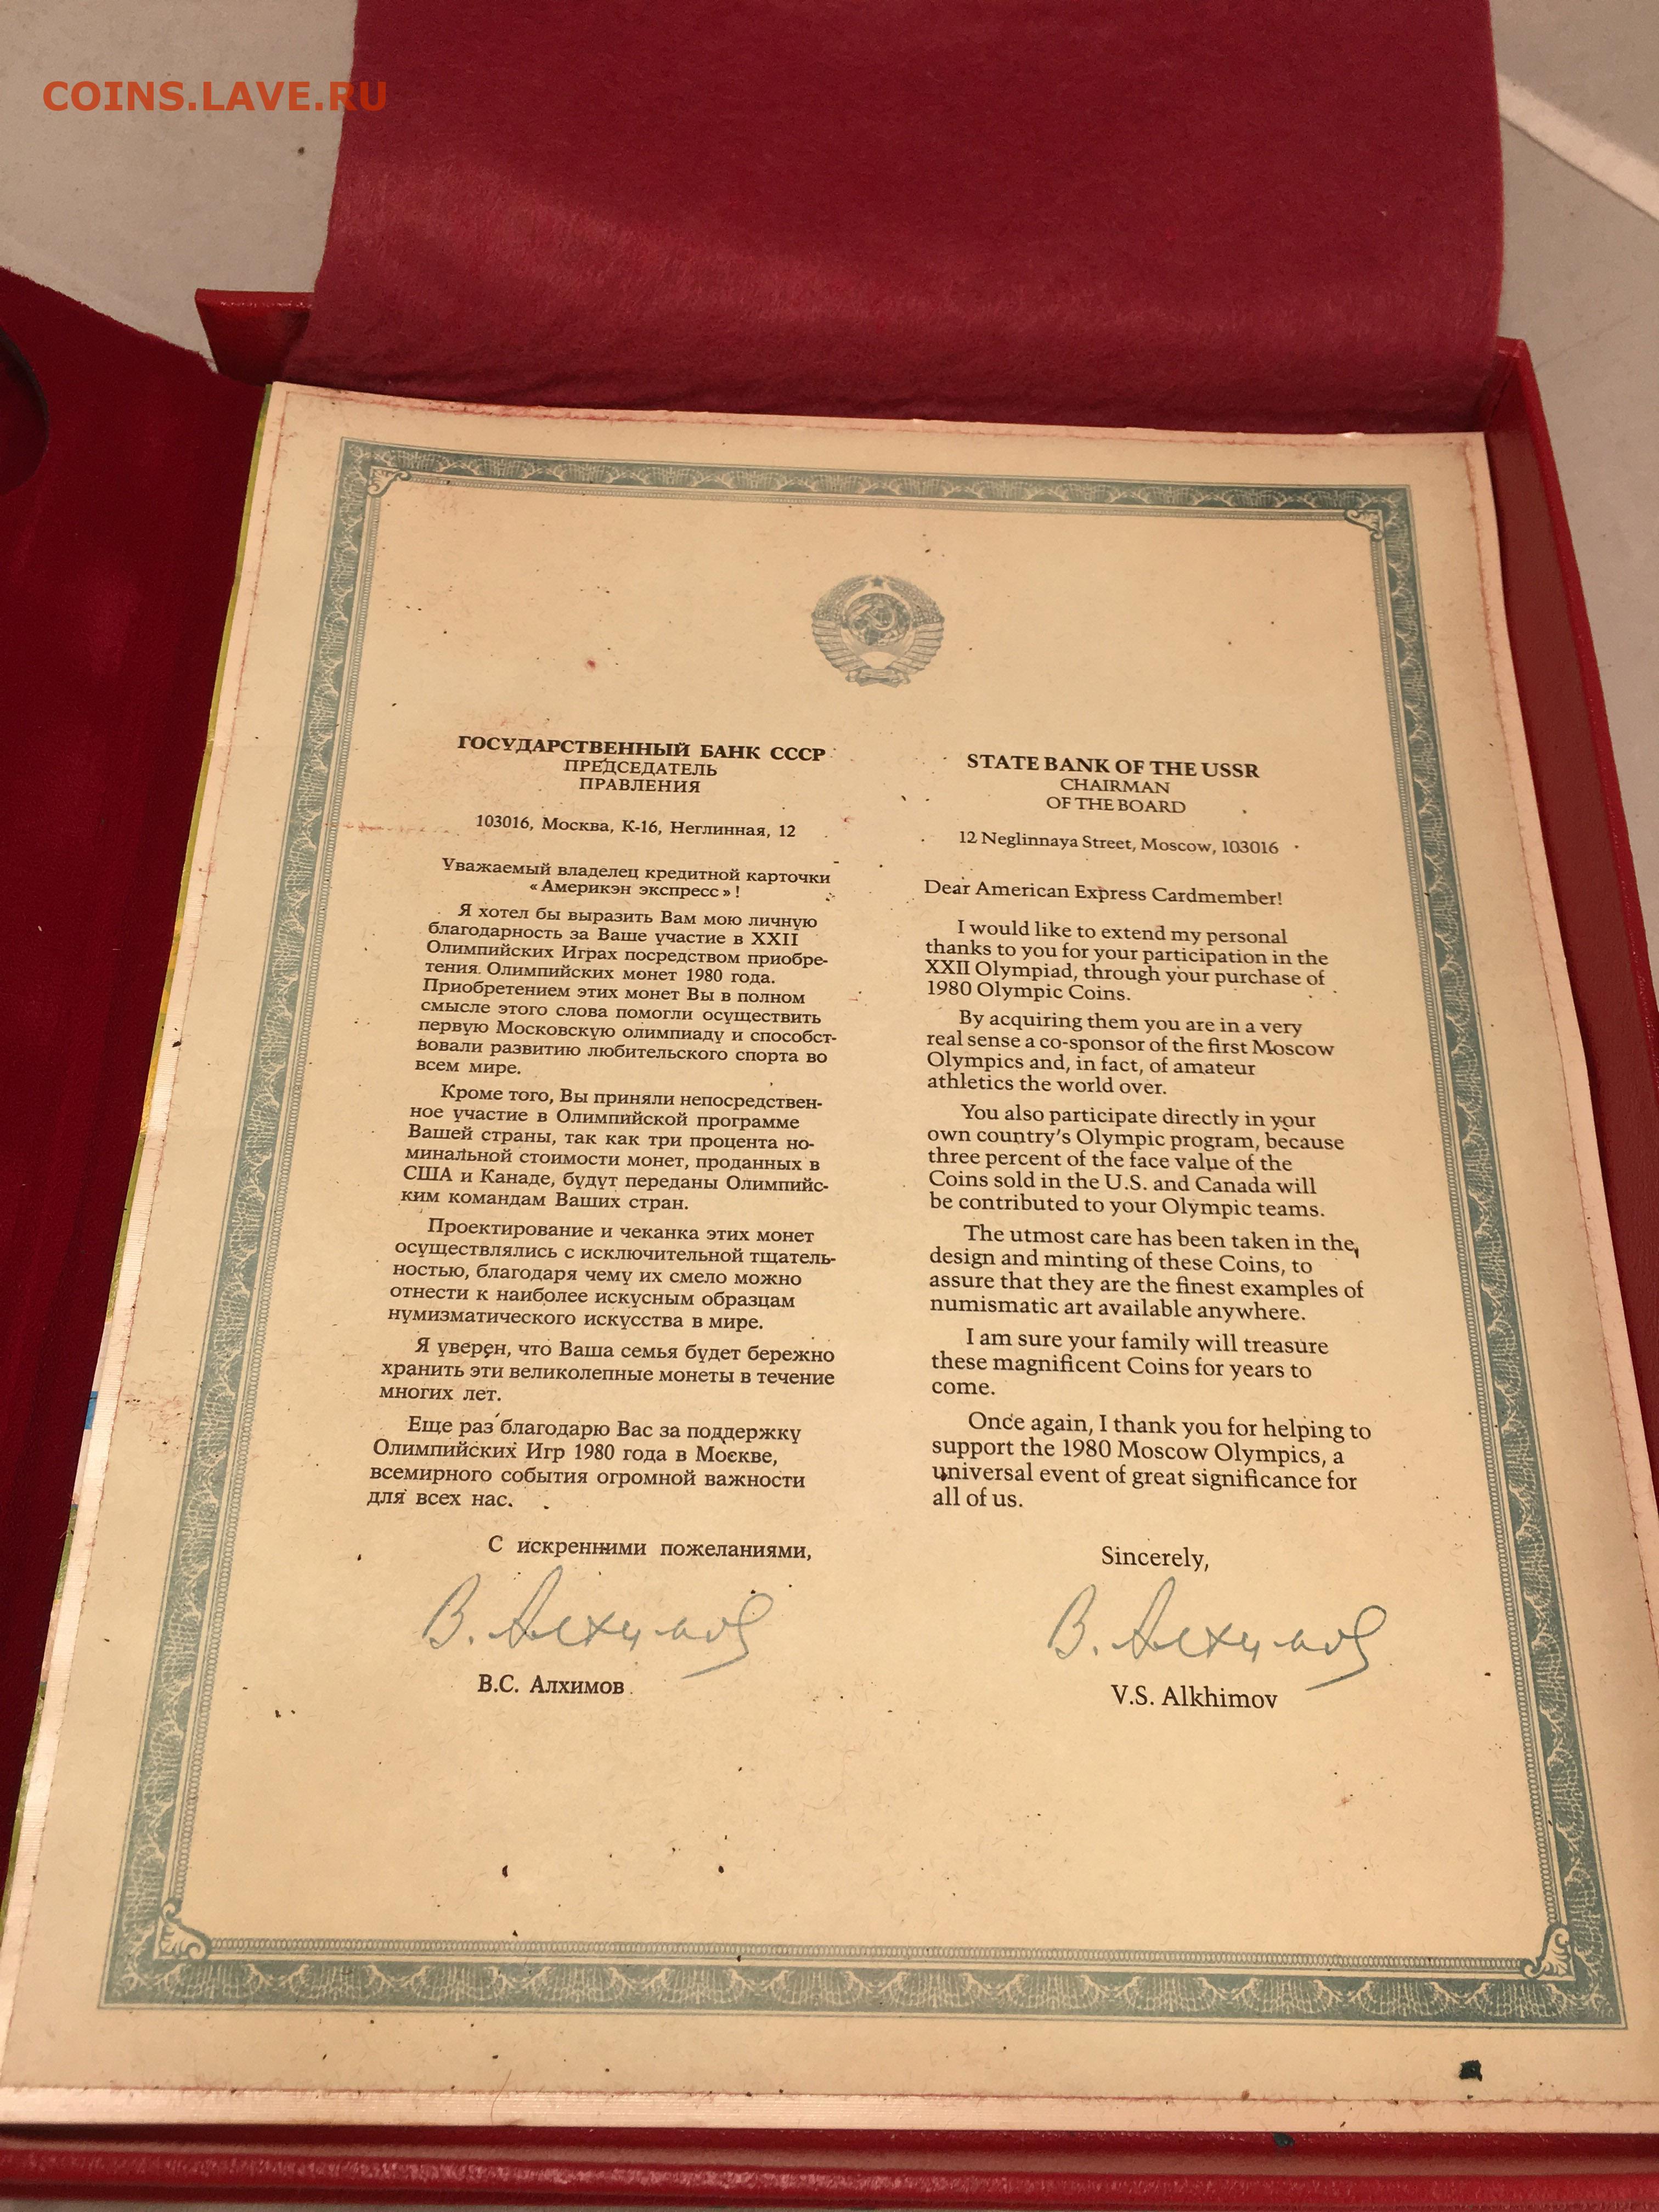 COINS.LAVE.RU
ГОСУДАРСТВЕННЫЙ БАНК СССР
ПРЕДСЕДАТЕЛЬ
ПРАВЛЕНИЯ
103016, Москва, К-16, Неглинная, 12
Уважаемый владелец кредитной карточки
«Америкэн экспресс»!
Я хотел бы выразить Вам мою личную
благодарность за Ваше участие в XXII
Олимпийских Играх посредством приобре-
тения Олимпийских монет 1980 года.
Приобретением этих монет Вы в полном
смысле этого слова помогли осуществить
первую Московскую олимпиаду и способст-
вовали развитию любительского спорта во
всем мире.
Кроме того, Вы приняли непосредствен-
ное участие в Олимпийской программе
Вашей страны, так как три процента но-
минальной стоимости монет, проданных в
США и Канаде, будут переданы Олимпийс-
ким командам Ваших стран.
Проектирование и чеканка этих монет
осуществлялись с исключительной тщатель-
ностью, благодаря чему их смело можно
отнести к наиболее искусным образцам
нумизматического искусства в мире.
Я уверен, что Ваша семья будет бережно
хранить эти великолепные монеты в течение
многих лет.
Еще раз благодарю Вас за поддержку
Олимпийских Игр 1980 года в Москве,
всемирного события огромной важности
для всех нас.
С искренними пожеланиями,
В. Алхимов
В.С. Алхимов
STATE BANK OF THE USSR
CHAIRMAN
OF THE BOARD
12 Neglinnaya Street, Moscow, 103016
Dear American Express Cardmember!
I would like to extend my personal
thanks to you for your participation in the
XXII Olympiad, through your purchase of
1980 Olympic Coins.
By acquiring them you are in a very
real sense a co-sponsor of the first Moscow
Olympics and, in fact, of amateur
athletics the world over.
You also participate directly in your
own country's Olympic program, because
three percent of the face value of the
Coins sold in the U.S. and Canada will
be contributed to your Olympic teams.
The utmost care has been taken in the
design and minting of these Coins, to
assure that they are the finest examples of
numismatic art available anywhere.
I am sure your family will treasure
these magnificent Coins for years to
come.
Once again, I thank you for helping to
support the 1980 Moscow Olympics, a
universal event of great significance for
all of us.
Sincerely,
В. Алхимов
V.S. Alkhimov